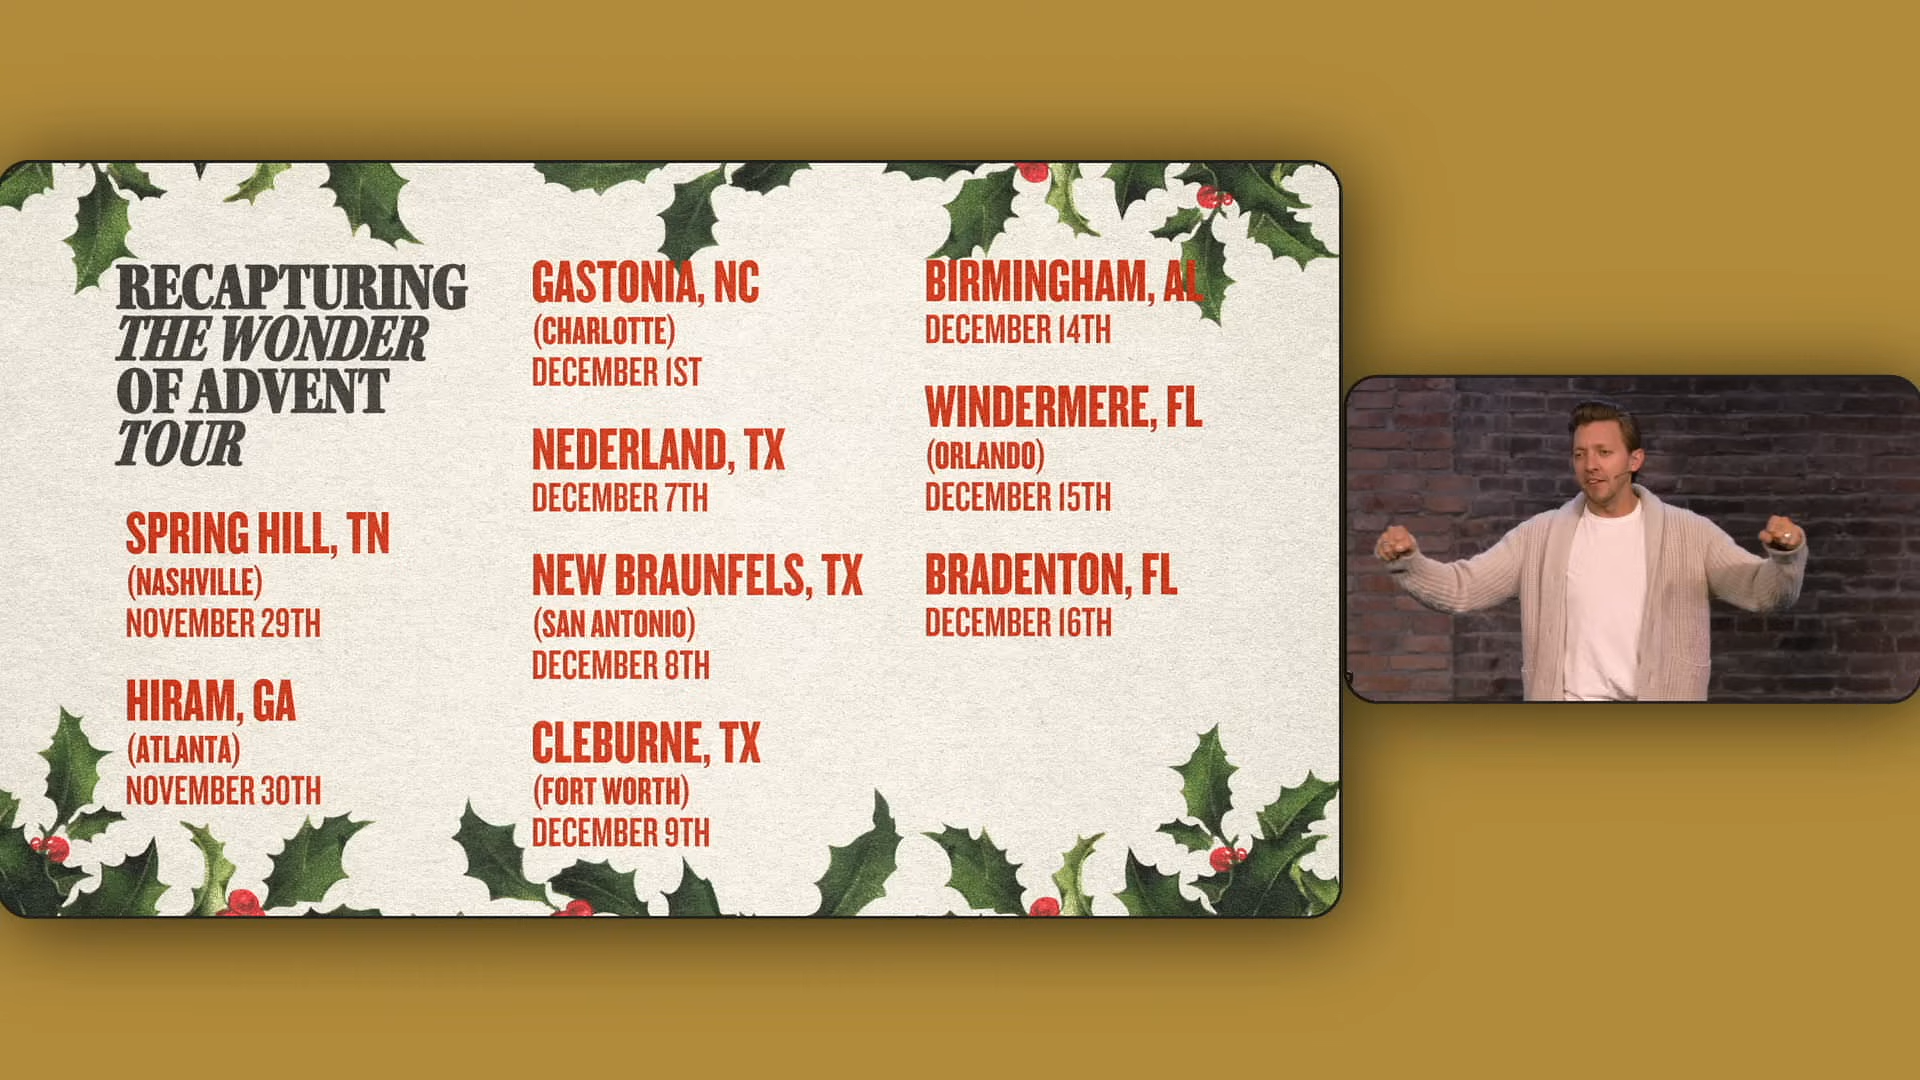 RECAPTURING
THE WONDER
OF ADVENT
TOUR
SPRING HILL, TN
(NASHVILLE)
NOVEMBER 29TH
HIRAM, GA
(ATLANTA)
NOVEMBER 30TH
GASTONIA, NC
(CHARLOTTE)
DECEMBER 1ST
NEDERLAND, TX
DECEMBER 7TH
NEW BRAUNFELS, TX
(SAN ANTONIO)
DECEMBER 8TH
CLEBURNE, TX
(FORT WORTH)
DECEMBER 9TH
BIRMINGHAM, AL
DECEMBER 14TH
WINDERMERE, FL
(ORLANDO)
DECEMBER 15TH
BRADENTON, FL
DECEMBER 16TH